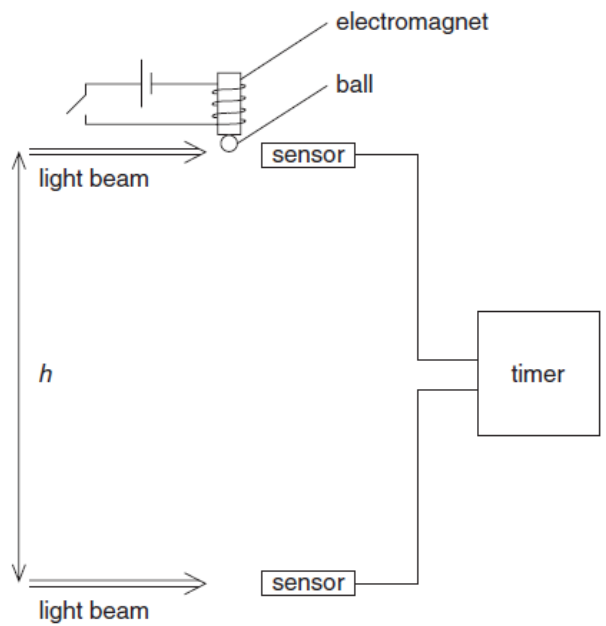 electromagnet
ball
sensor
light beam
h
timer
sensor
light beam